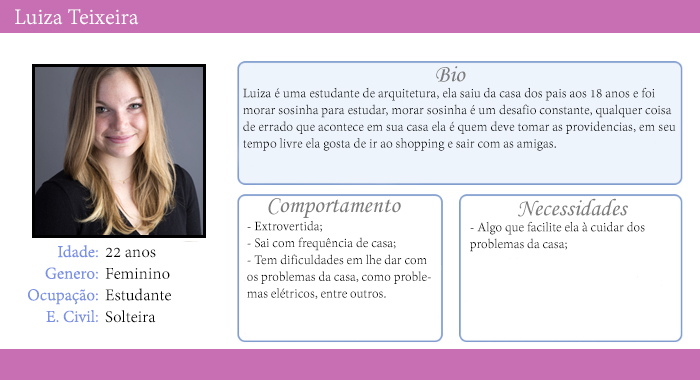 Luiza Teixeira
Idade: 22 anos
Genero: Feminino
Ocupação: Estudante
E. Civil: Solteira
Bio
Luiza é uma estudante de arquitetura, ela saiu da casa dos pais aos 18 anos e foi
morar sosinha para estudar, morar sosinha é um desafio constante, qualquer coisa
de errado que acontece em sua casa ela é quem deve tomar as providencias, em seu
tempo livre ela gosta de ir ao shopping e sair com as amigas.
Comportamento
- Extrovertida;
- Sai com frequência de casa;
- Tem dificuldades em lhe dar com
os problemas da casa, como proble-
mas elétricos, entre outros.
Necessidades
- Algo que facilite ela à cuidar dos
problemas da casa;